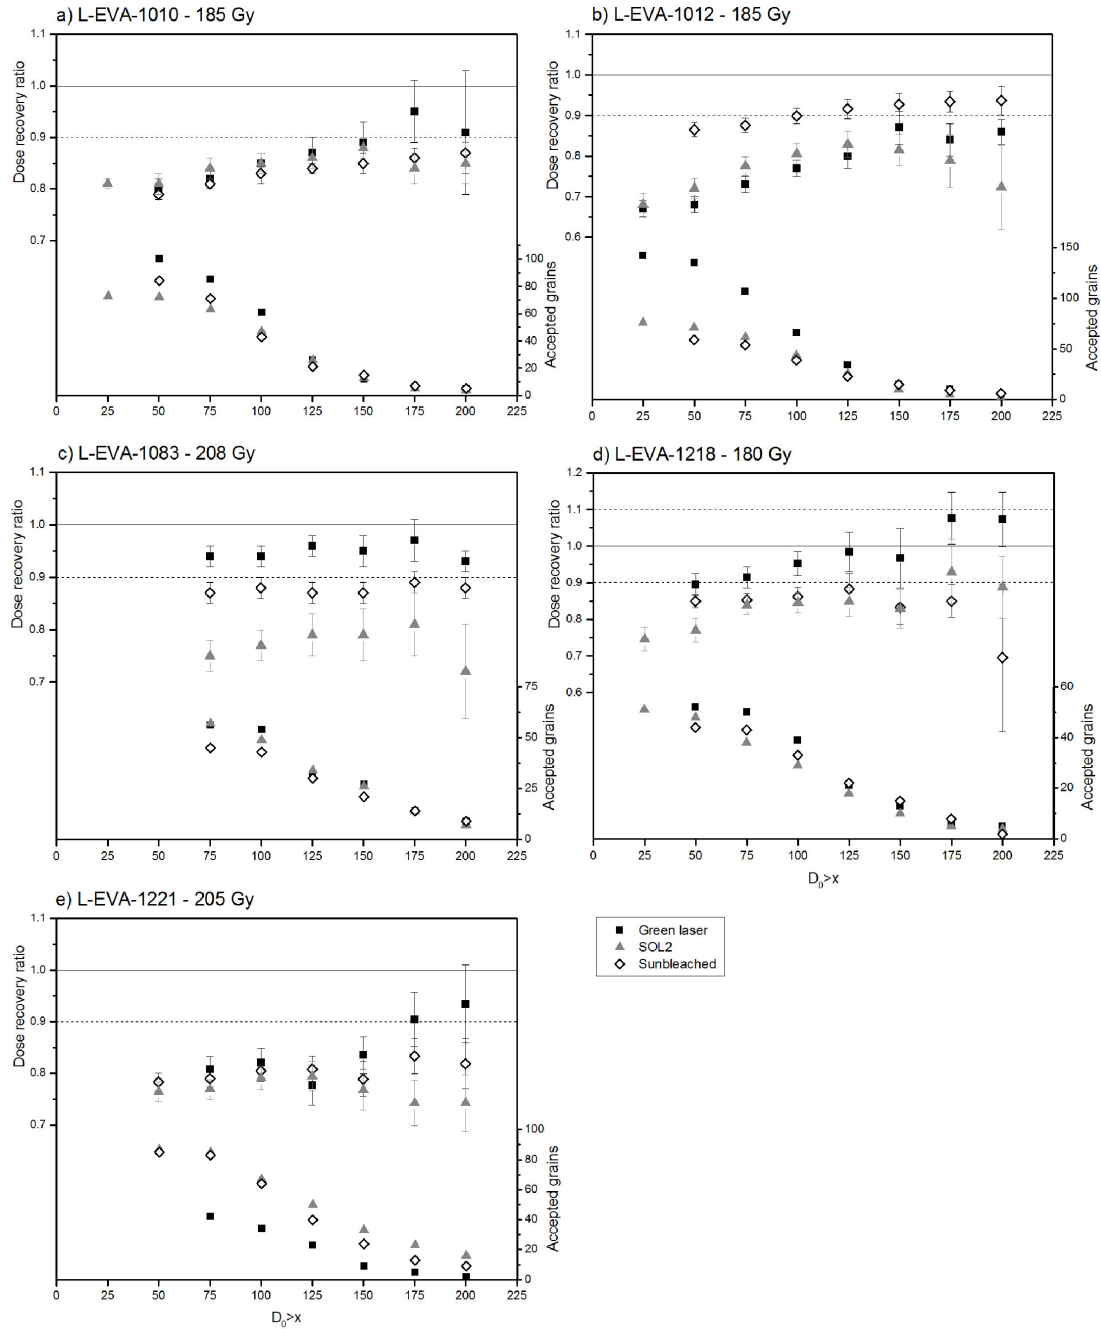 a) L-EVA-1010 - 185 Gy
Dose recovery ratio
1.1
1.0
0.9
0.8
0.7
100
80
60
40
20
0
Accepted grains
0 25 50 75 100 125 150 175 200 225
b) L-EVA-1012 - 185 Gy
Dose recovery ratio
1.1
1.0
0.9
0.8
0.7
0.6
150
100
50
0
Accepted grains
0 25 50 75 100 125 150 175 200 225
c) L-EVA-1083 - 208 Gy
Dose recovery ratio
1.1
1.0
0.9
0.8
0.7
75
50
25
0
Accepted grains
0 25 50 75 100 125 150 175 200 225
d) L-EVA-1218 - 180 Gy
Dose recovery ratio
1.2
1.1
1.0
0.9
0.8
0.7
0.6
60
40
20
0
Accepted grains
0 25 50 75 100 125 150 175 200 225
D₀>x
e) L-EVA-1221 - 205 Gy
Dose recovery ratio
1.1
1.0
0.9
0.8
0.7
100
80
60
40
20
0
Accepted grains
0 25 50 75 100 125 150 175 200 225
D₀>x
Green laser
SOL2
Sunbleached